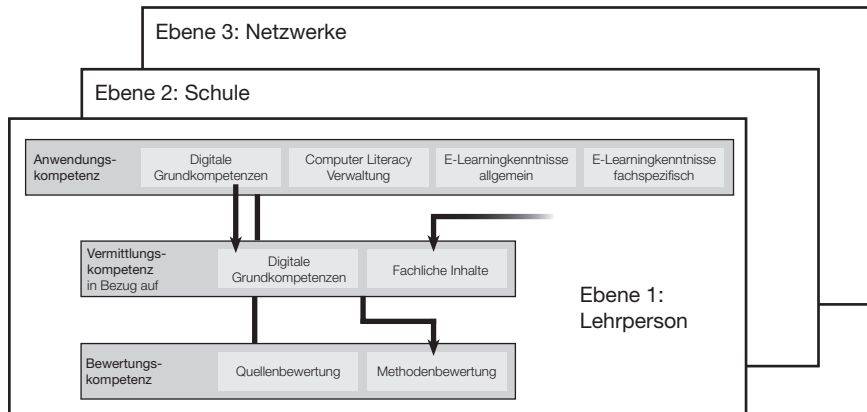 Ebene 3: Netzwerke
Ebene 2: Schule
Anwendungs-
kompetenz
Digitale
Grundkompetenzen
Computer Literacy
Verwaltung
E-Learningkenntnisse
allgemein
E-Learningkenntnisse
fachspezifisch
Vermittlungs-
kompetenz
in Bezug auf
Digitale
Grundkompetenzen
Fachliche Inhalte
Ebene 1:
Lehrperson
Bewertungs-
kompetenz
Quellenbewertung
Methodenbewertung